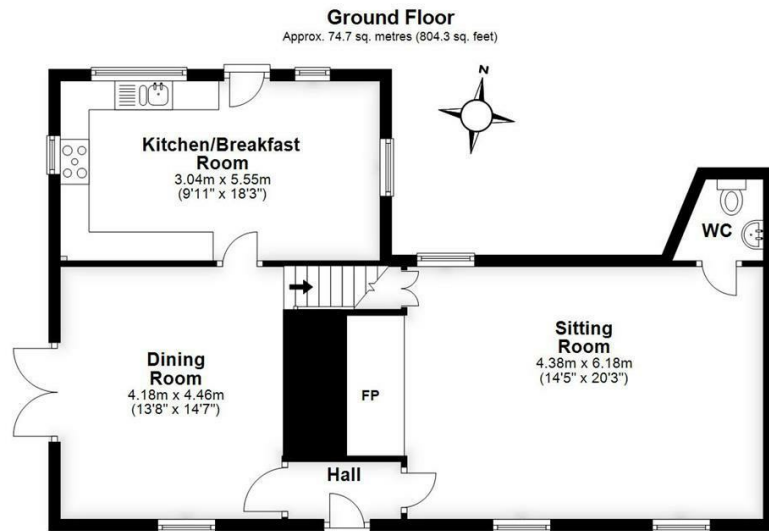 Ground Floor
Approx. 74.7 sq. metres (804.3 sq. feet)
N
Kitchen/Breakfast
Room
3.04m x 5.55m
(9'11" x 18'3")
WC
Dining
Room
4.18m x 4.46m
(13'8" x 14'7")
FP
Sitting
Room
4.38m x 6.18m
(14'5" x 20'3")
Hall